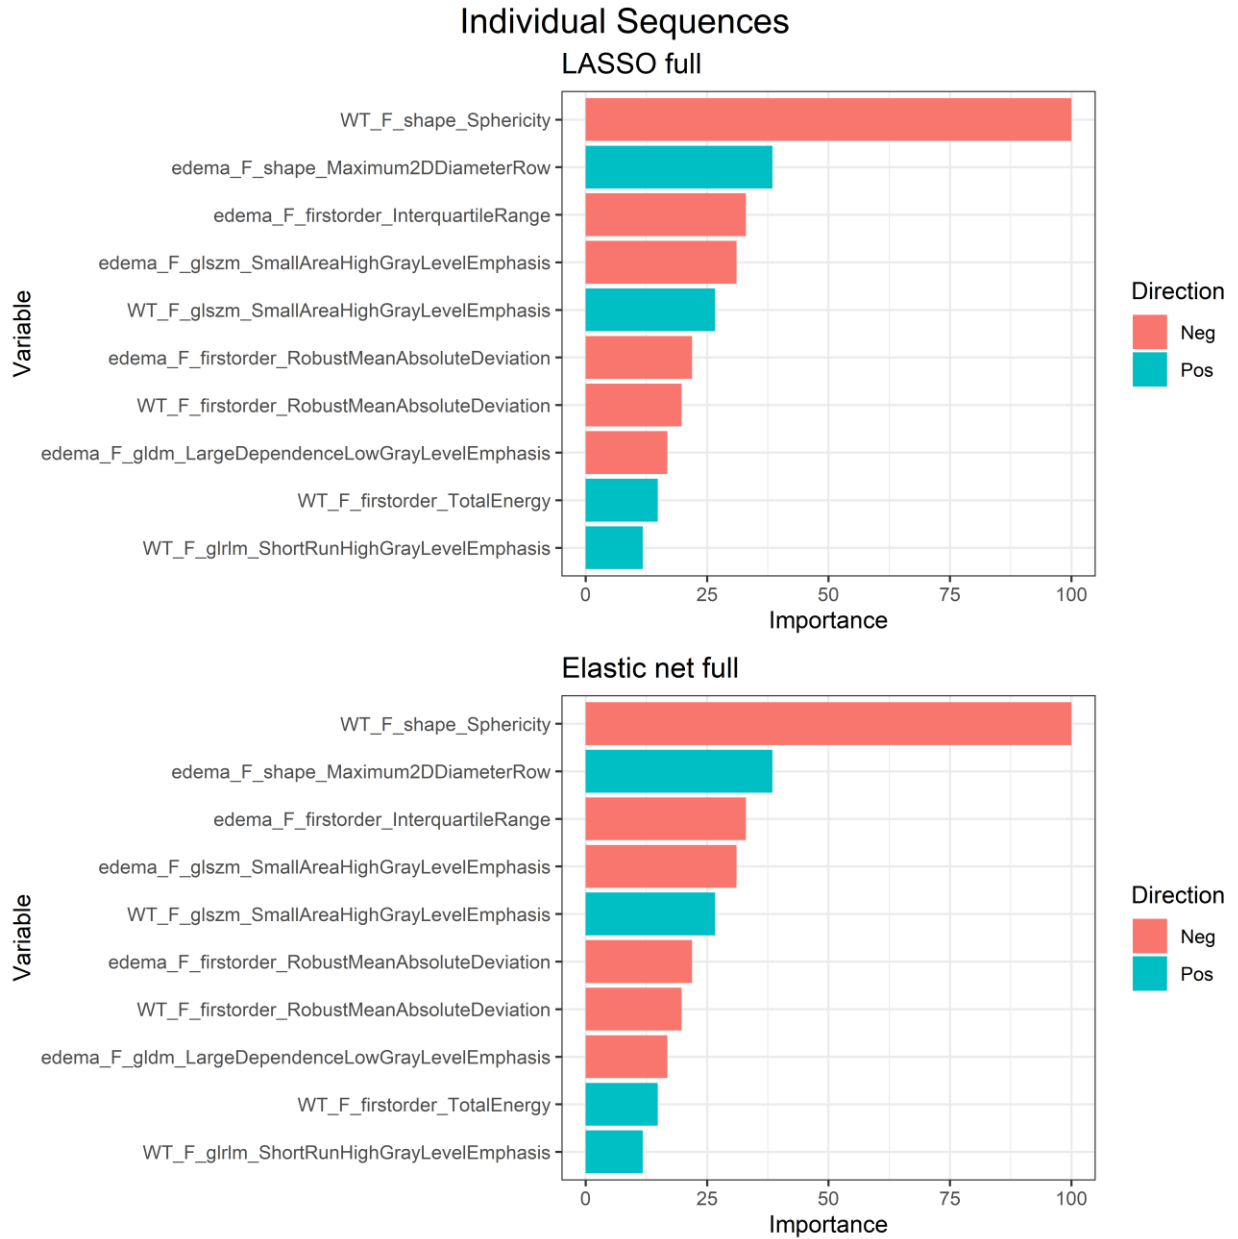 Individual Sequences
LASSO full
Variable
WT_F_shape_Sphericity
edema_F_shape_Maximum2DDiameterRow
edema_F_firstorder_InterquartileRange
edema_F_glszm_SmallAreaHighGrayLevelEmphasis
WT_F_glszm_SmallAreaHighGrayLevelEmphasis
edema_F_firstorder_RobustMeanAbsoluteDeviation
WT_F_firstorder_RobustMeanAbsoluteDeviation
edema_F_gldm_LargeDependenceLowGrayLevelEmphasis
WT_F_firstorder_TotalEnergy
WT_F_glrlm_ShortRunHighGrayLevelEmphasis
0 25 50 75 100
Importance
Direction
Neg
Pos
Elastic net full
Variable
WT_F_shape_Sphericity
edema_F_shape_Maximum2DDiameterRow
edema_F_firstorder_InterquartileRange
edema_F_glszm_SmallAreaHighGrayLevelEmphasis
WT_F_glszm_SmallAreaHighGrayLevelEmphasis
edema_F_firstorder_RobustMeanAbsoluteDeviation
WT_F_firstorder_RobustMeanAbsoluteDeviation
edema_F_gldm_LargeDependenceLowGrayLevelEmphasis
WT_F_firstorder_TotalEnergy
WT_F_glrlm_ShortRunHighGrayLevelEmphasis
0 25 50 75 100
Importance
Direction
Neg
Pos